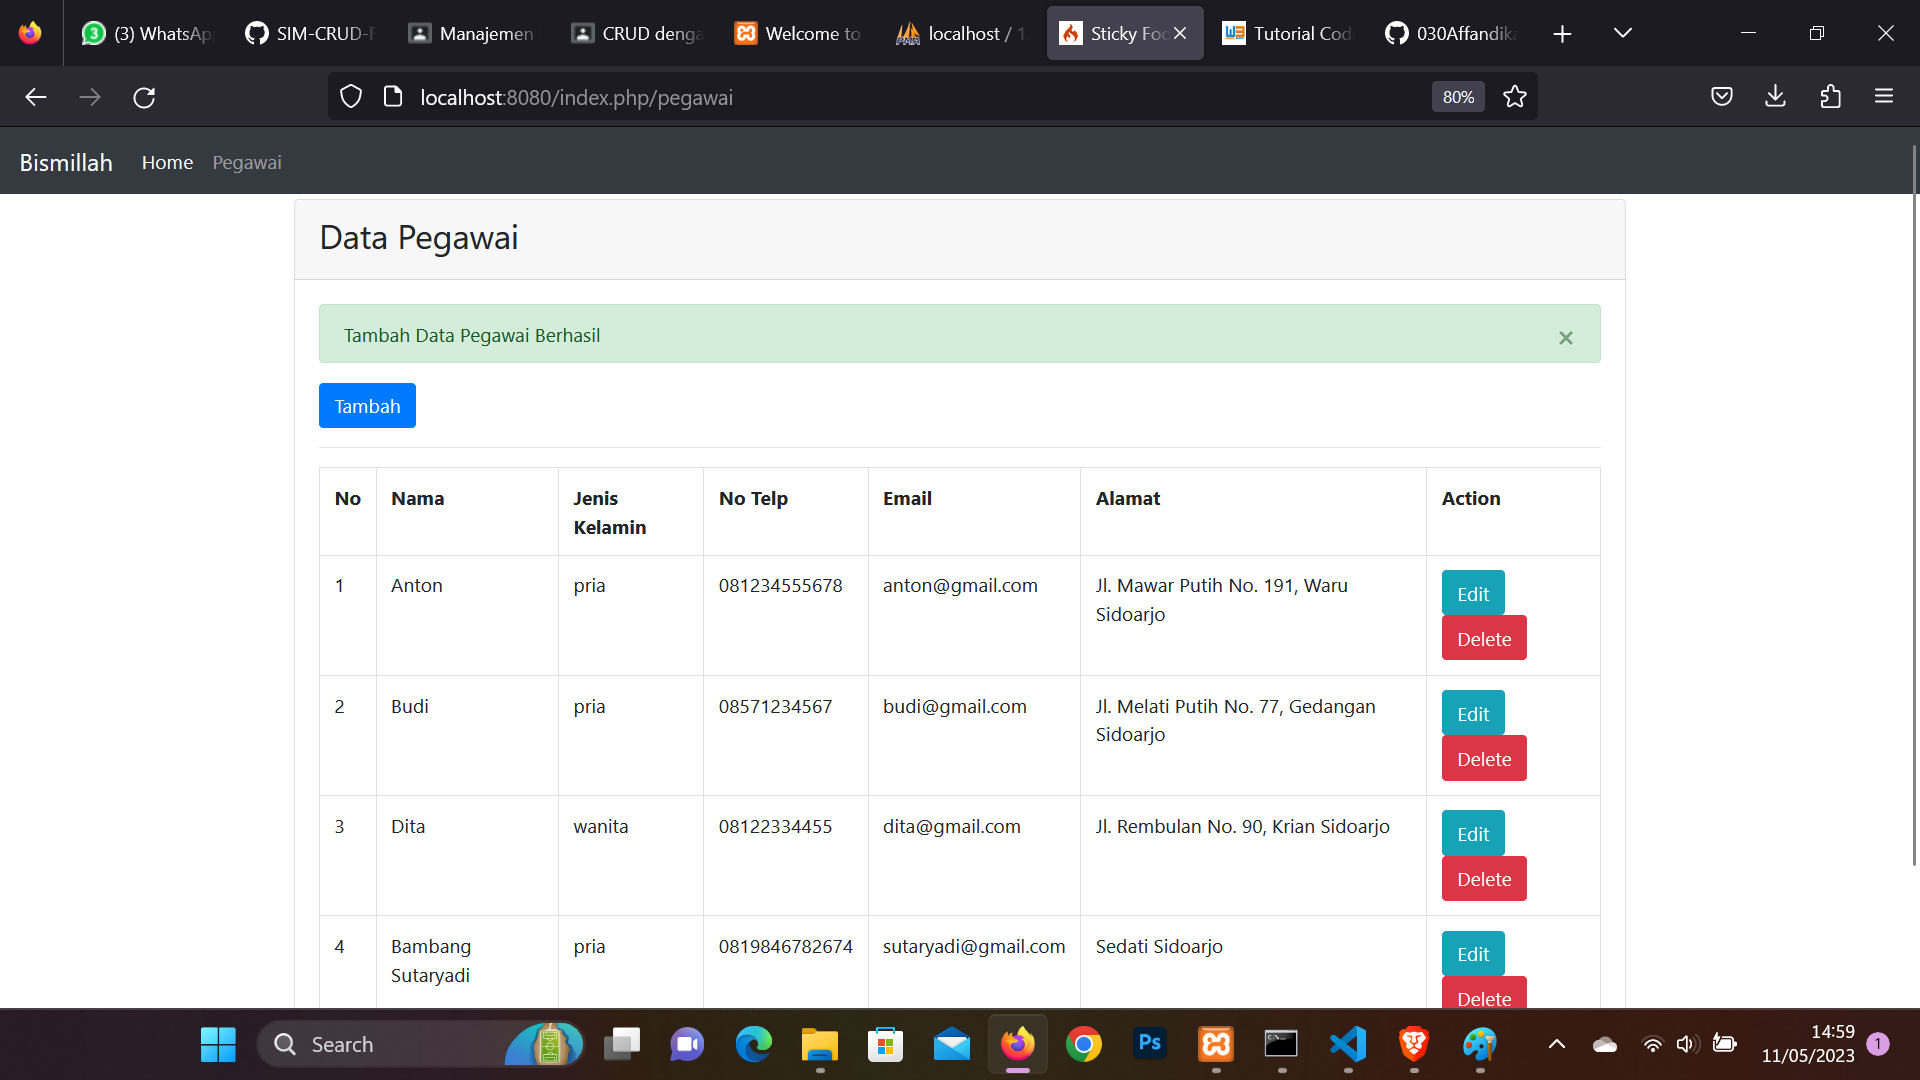 3
(3) WhatsAp
SIM-CRUD-P
Manajemen
CRUD denga
Welcome to
localhost / 1
Sticky Foo
Tutorial Cod
030Affandika
localhost:8080/index.php/pegawai
80%
Bismillah
Home
Pegawai
Data Pegawai
Tambah Data Pegawai Berhasil
×
Tambah
No
Nama
Jenis
Kelamin
No Telp
Email
Alamat
Action
1
Anton
pria
081234555678
anton@gmail.com
Jl. Mawar Putih No. 191, Waru
Sidoarjo
Edit
Delete
2
Budi
pria
08571234567
budi@gmail.com
Jl. Melati Putih No. 77, Gedangan
Sidoarjo
Edit
Delete
3
Dita
wanita
08122334455
dita@gmail.com
Jl. Rembulan No. 90, Krian Sidoarjo
Edit
Delete
4
Bambang
Sutaryadi
pria
0819846782674
sutaryadi@gmail.com
Sedati Sidoarjo
Edit
Delete
Search
Ps
14:59
11/05/2023
1